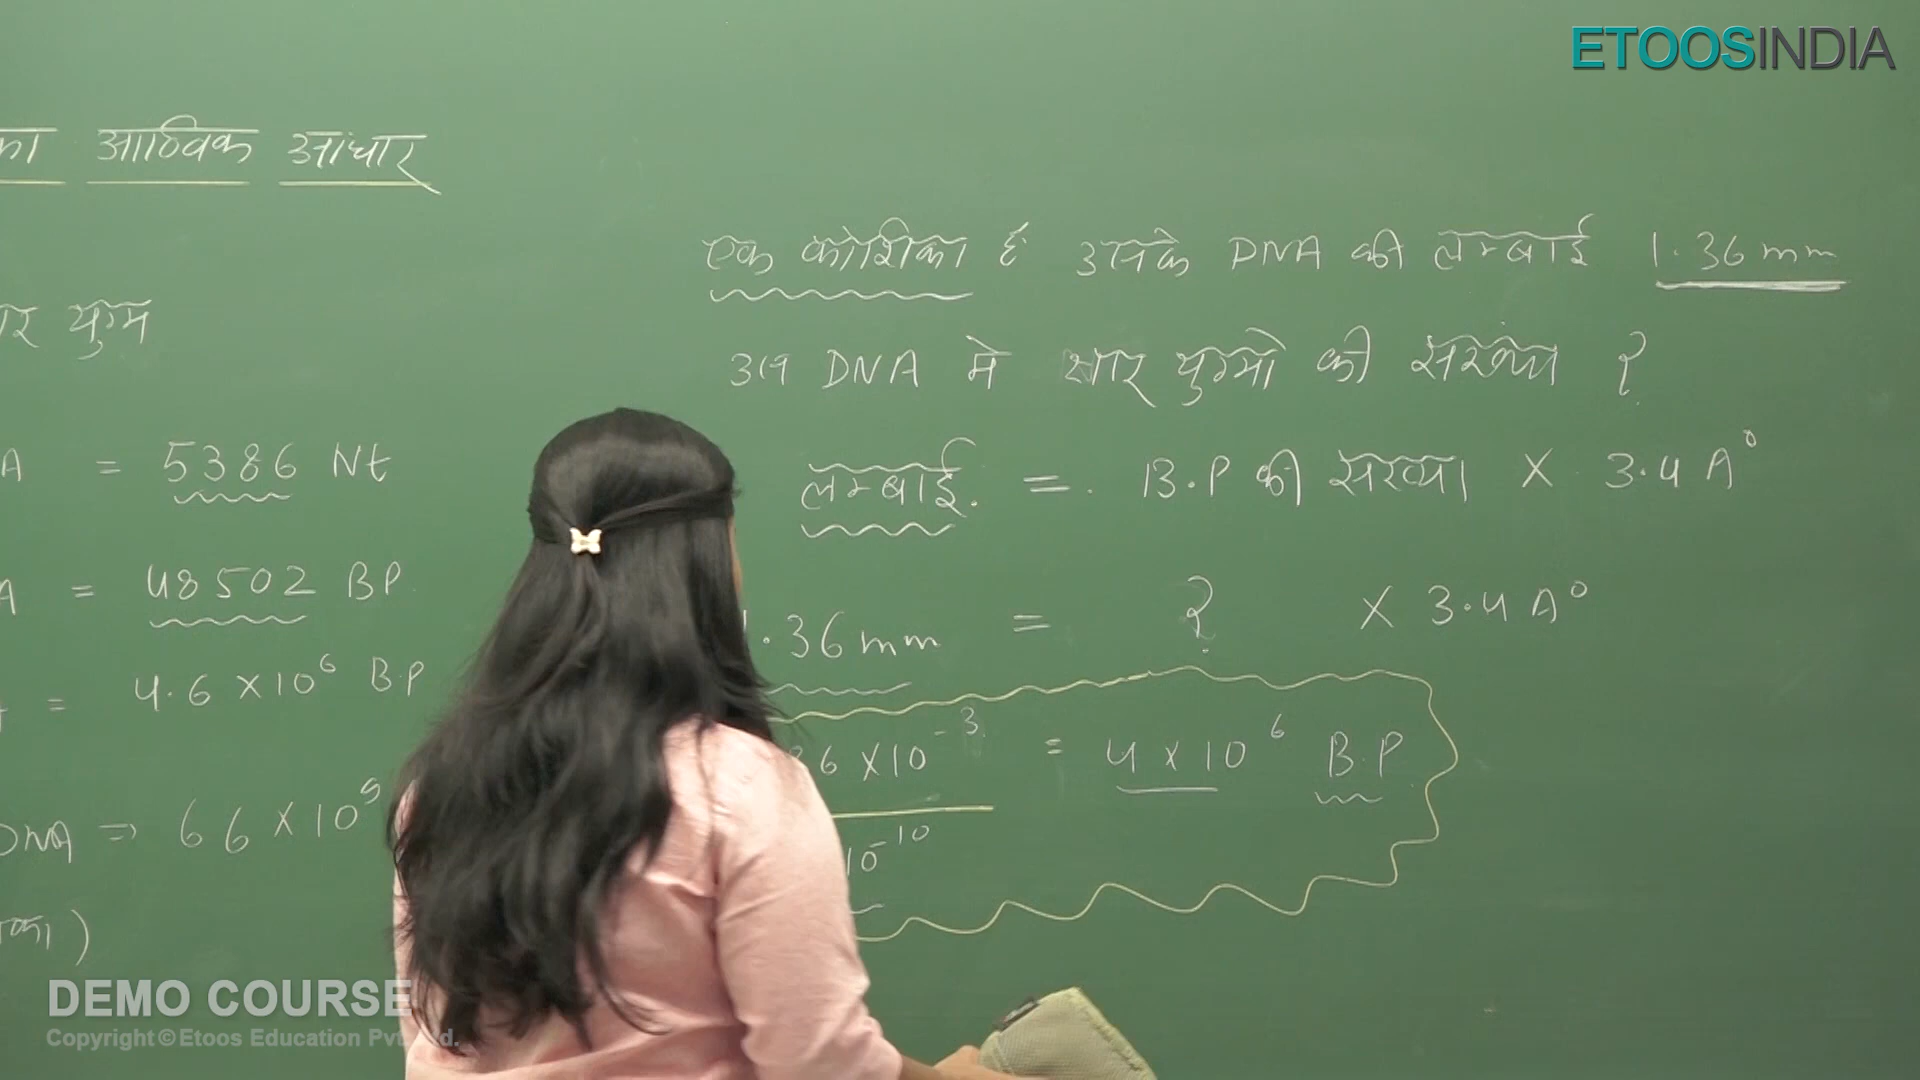 ETOOSINDIA
का आण्विक आधार
र युग्म
A = 5386 Nt
A = 48502 BP
= 4.6 ×10⁶ B.P
DNA ⇒ 6.6 ×10⁹
का)
एक कोशिका है उसके DNA की लम्बाई 1.36 mm
उस DNA मे क्षार युग्मो की संख्या ?
लम्बाई = B.P की संख्या × 3.4 A°
1.36 mm = ? × 3.4 A°
36 ×10⁻³ = 4 × 10⁶ B.P
10⁻¹⁰
DEMO COURSE
Copyright © Etoos Education Pvt. Ltd.